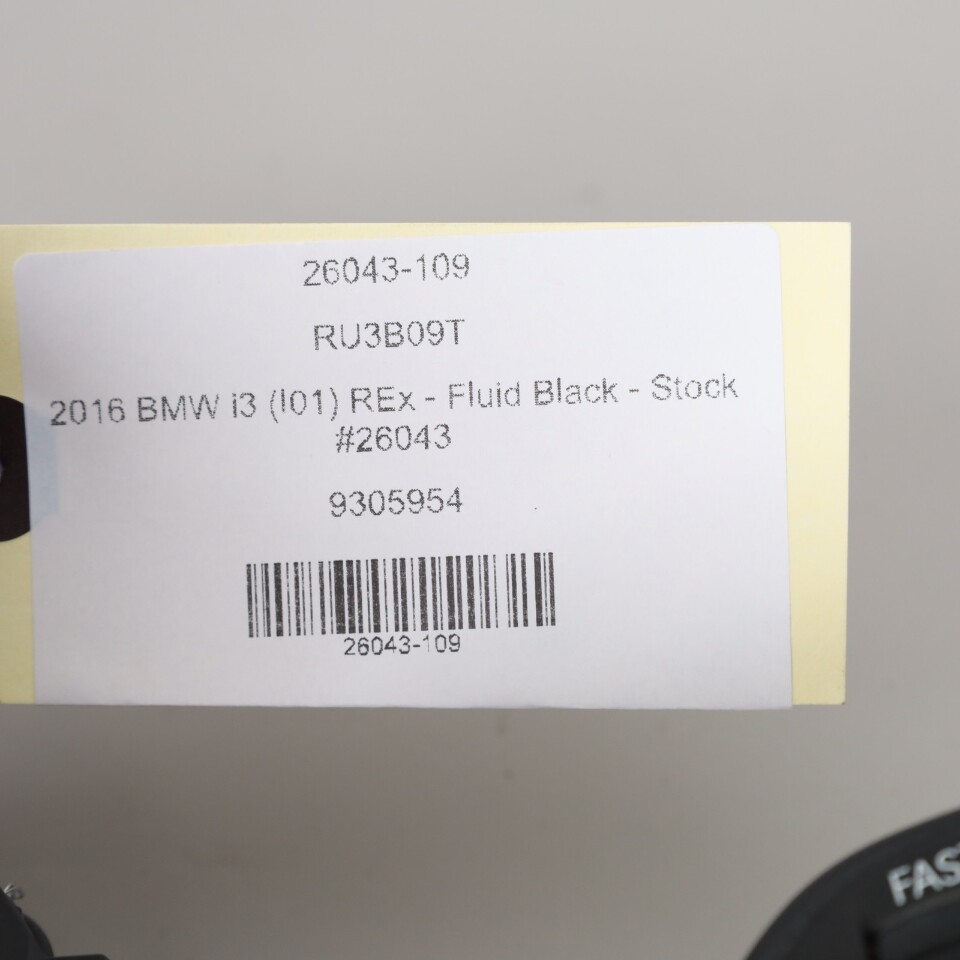 26043-109
RU3B09T
2016 BMW i3 (I01) REx - Fluid Black - Stock
#26043
9305954
26043-109
FAS